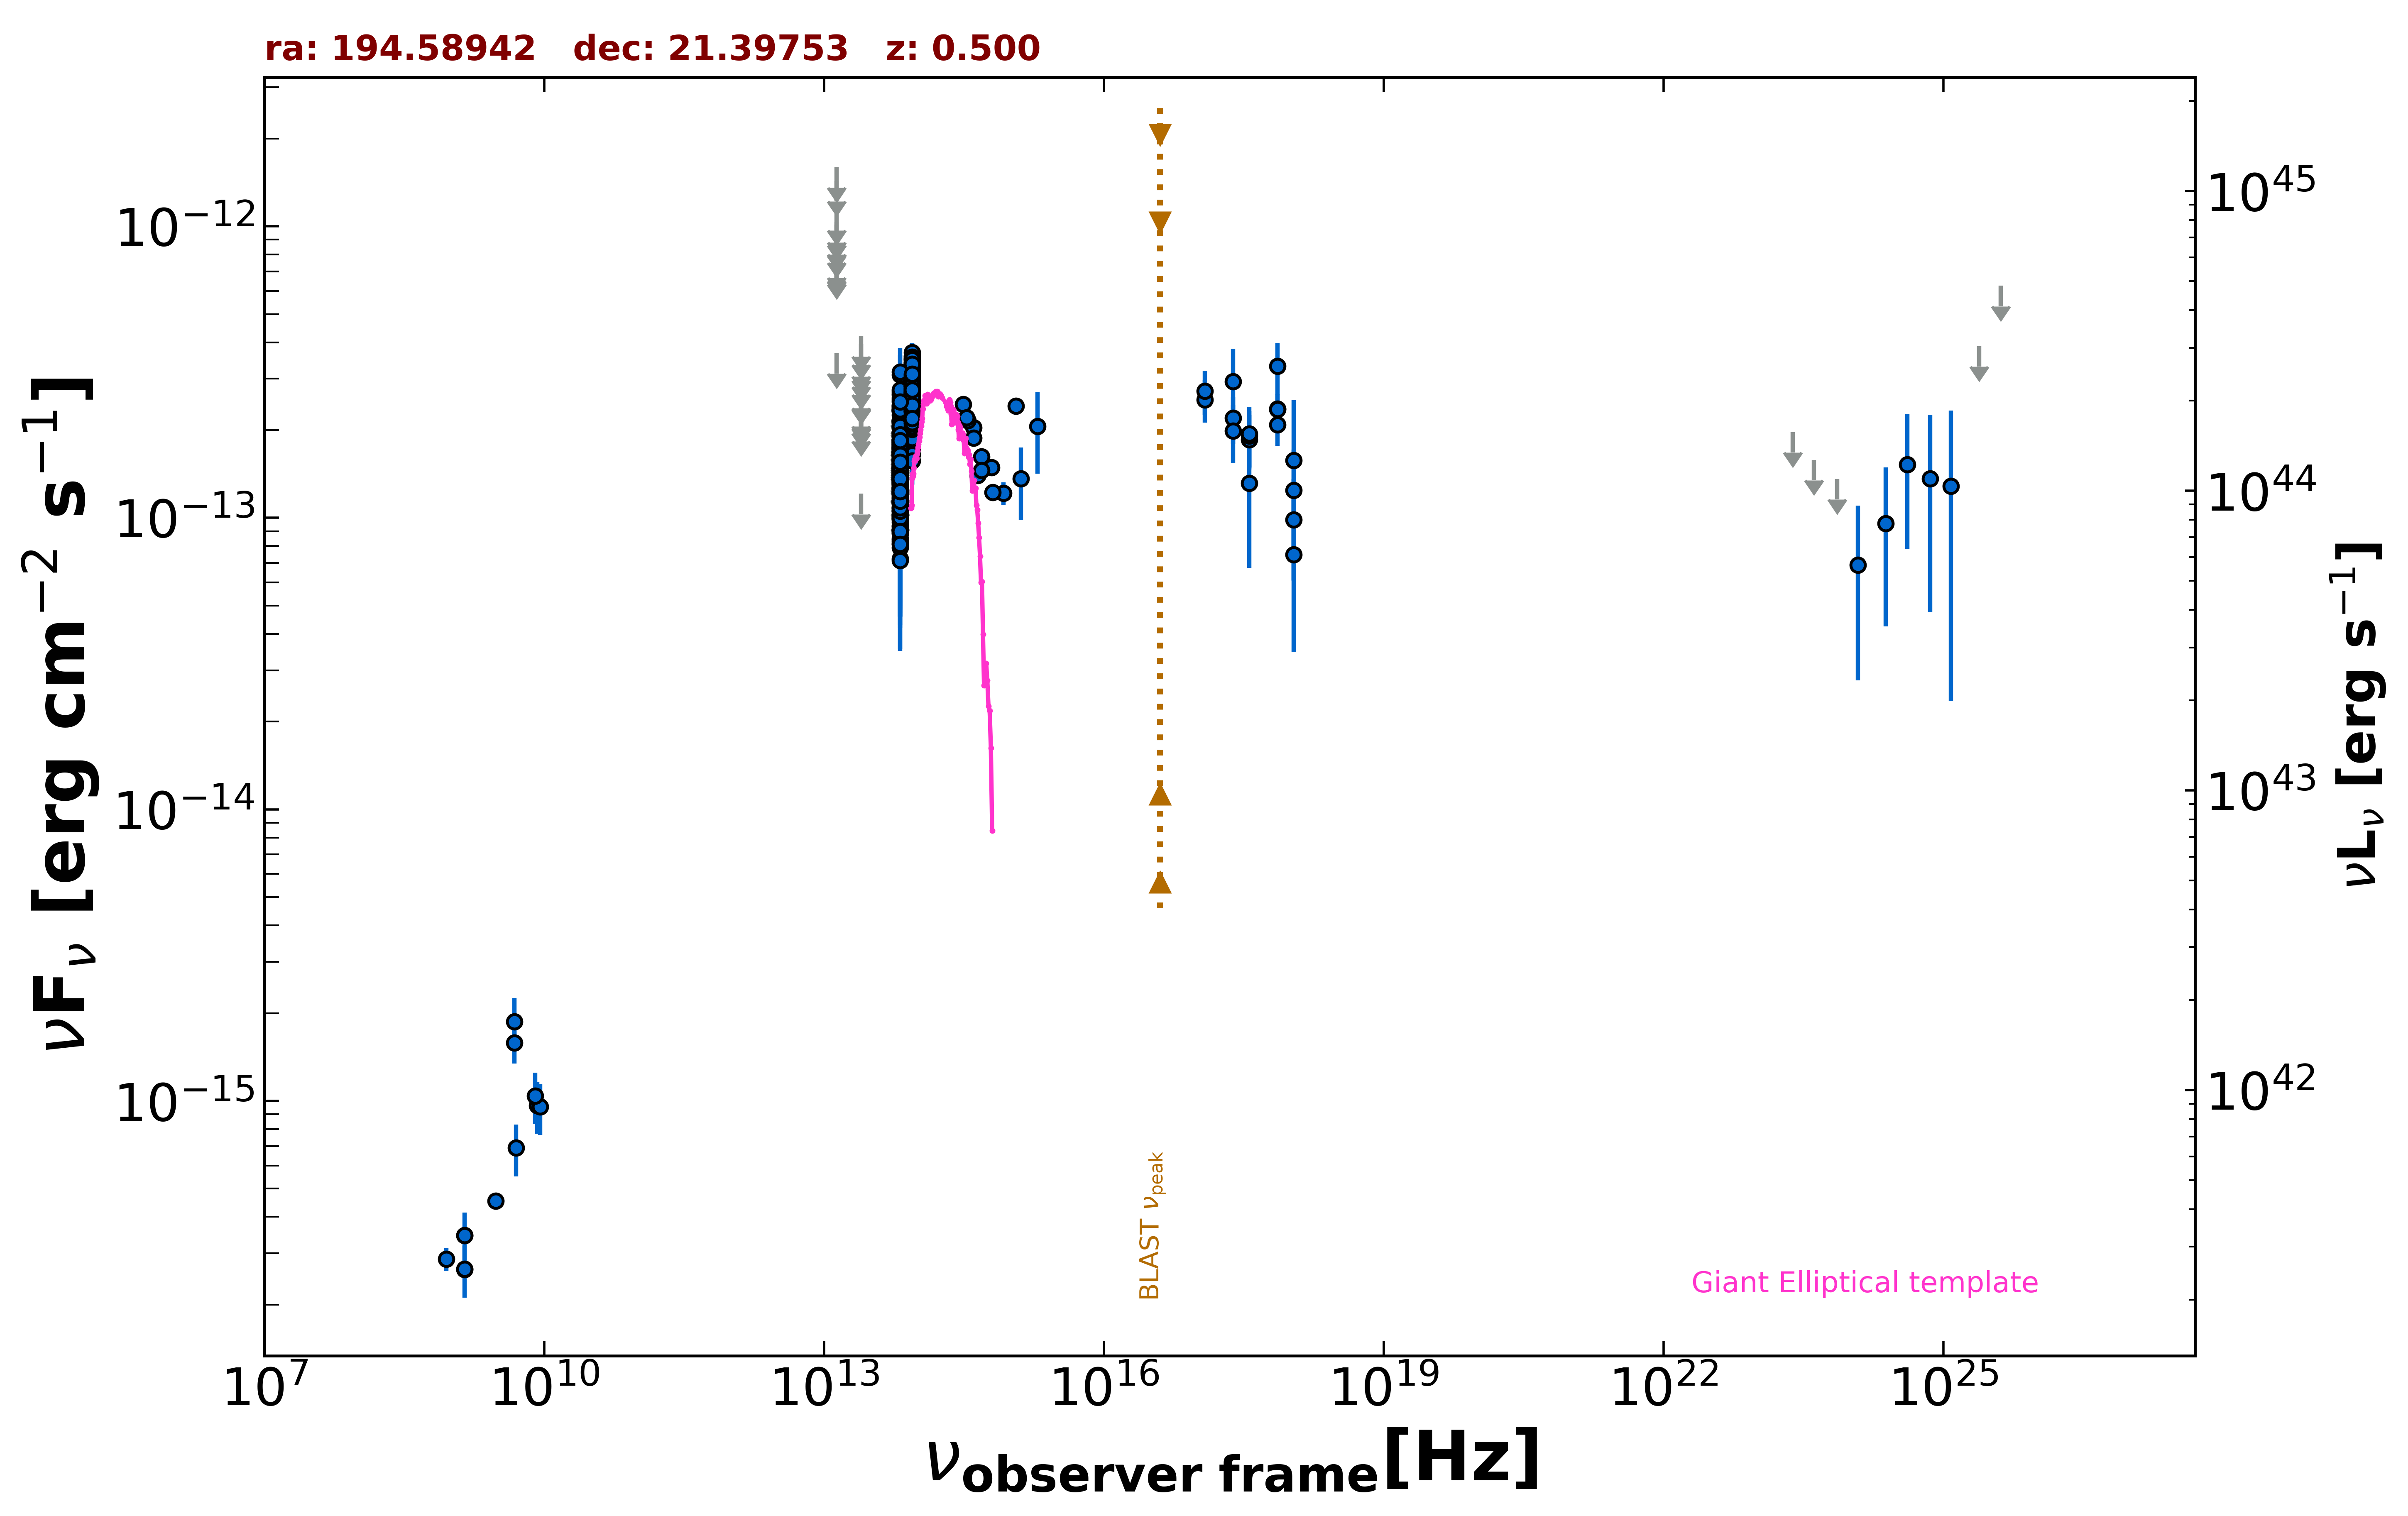 ra: 194.58942   dec: 21.39753   z: 0.500
νFν [erg cm−2 s−1]
10−12
10−13
10−14
10−15
1045
1044
1043
1042
νLν [erg s−1]
BLAST νpeak
Giant Elliptical template
107 1010 1013 1016 1019 1022 1025
νobserver frame[Hz]